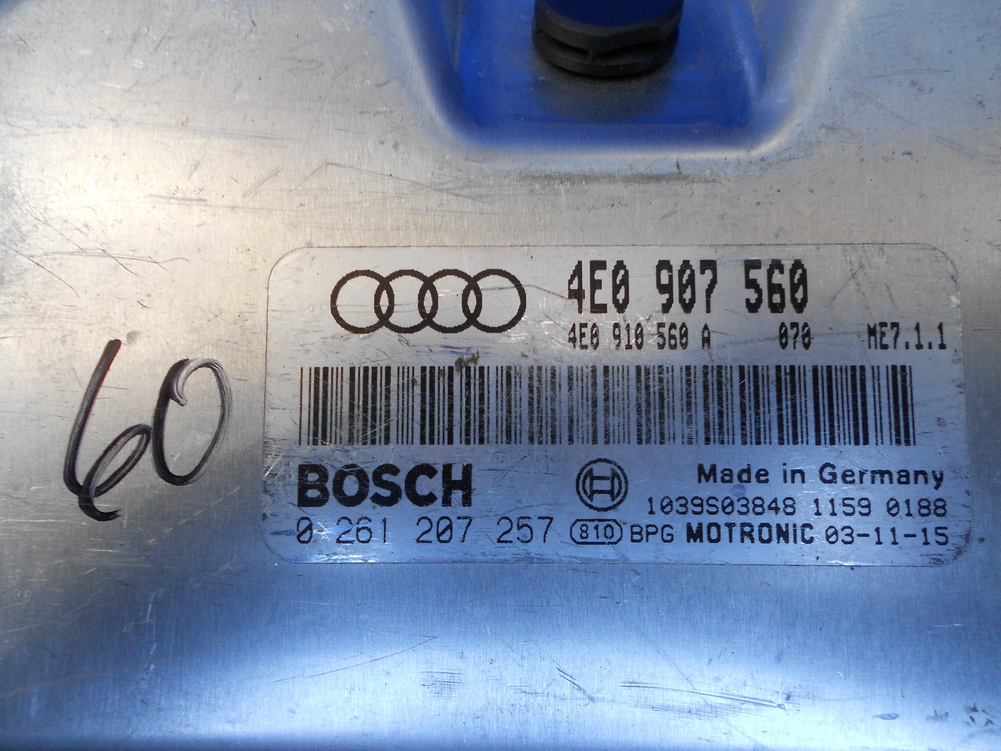 4E0 907 560
4E0 910 560 A 070 ME7.1.1
60
BOSCH
Made in Germany
1039S03848 1159 0188
0 261 207 257 810 BPG MOTRONIC 03-11-15